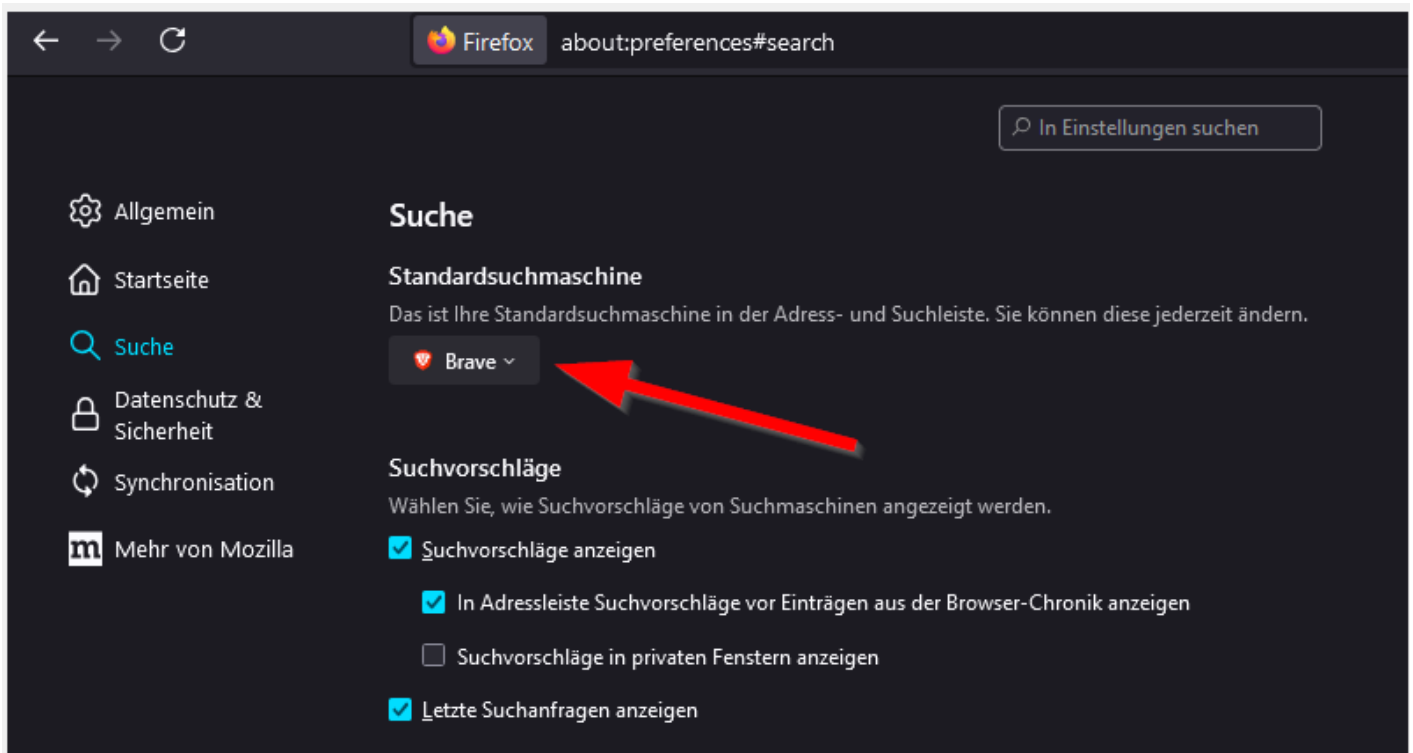 Firefox about:preferences#search
In Einstellungen suchen
Allgemein
Startseite
Suche
Datenschutz &
Sicherheit
Synchronisation
m Mehr von Mozilla
Suche
Standardsuchmaschine
Das ist Ihre Standardsuchmaschine in der Adress- und Suchleiste. Sie können diese jederzeit ändern.
Brave
Suchvorschläge
Wählen Sie, wie Suchvorschläge von Suchmaschinen angezeigt werden.
Suchvorschläge anzeigen
In Adressleiste Suchvorschläge vor Einträgen aus der Browser-Chronik anzeigen
Suchvorschläge in privaten Fenstern anzeigen
Letzte Suchanfragen anzeigen